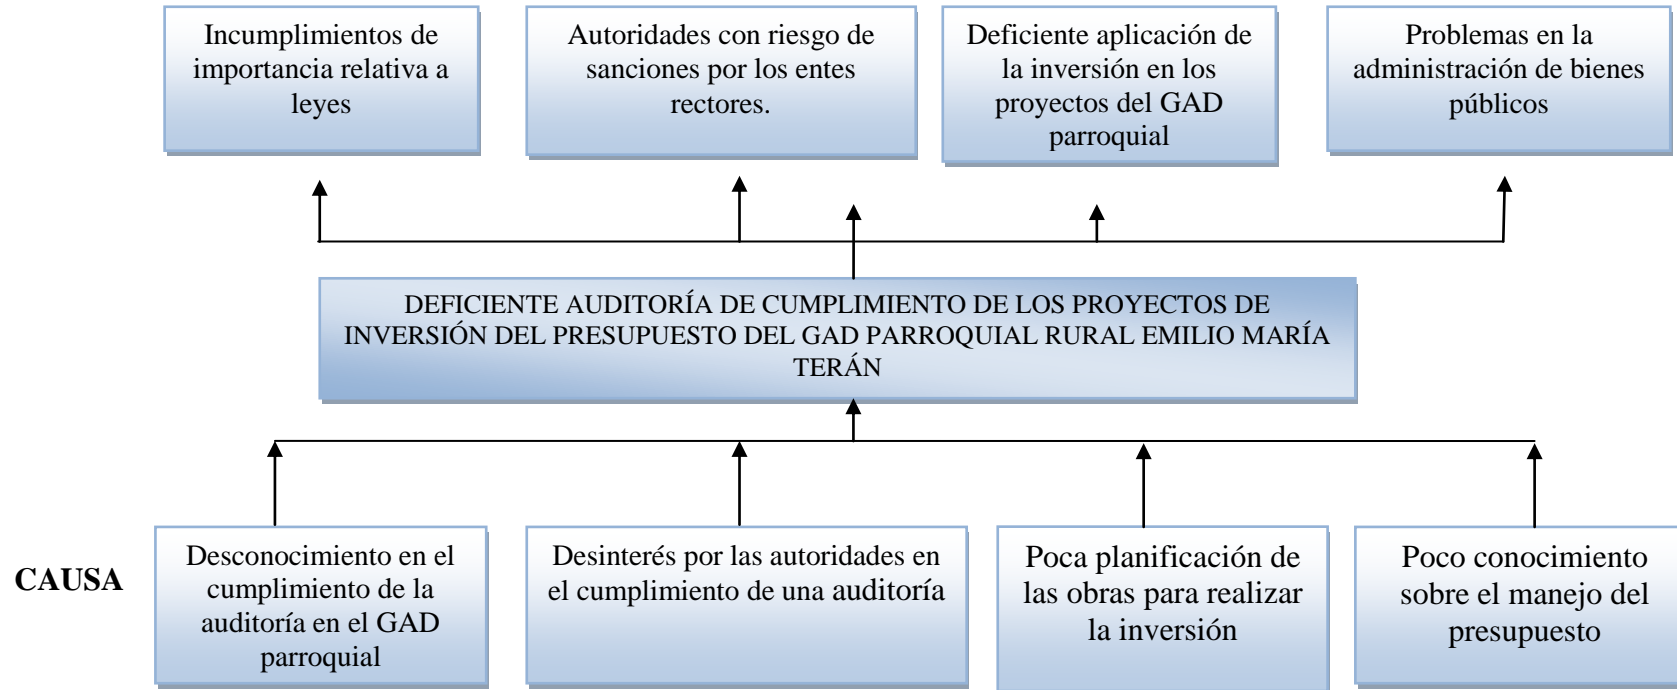 Incumplimientos de
importancia relativa a
leyes
Autoridades con riesgo de
sanciones por los entes
rectores.
Deficiente aplicación de
la inversión en los
proyectos del GAD
parroquial
Problemas en la
administración de bienes
públicos
DEFICIENTE AUDITORÍA DE CUMPLIMIENTO DE LOS PROYECTOS DE
INVERSIÓN DEL PRESUPUESTO DEL GAD PARROQUIAL RURAL EMILIO MARÍA
TERÁN
CAUSA
Desconocimiento en el
cumplimiento de la
auditoría en el GAD
parroquial
Desinterés por las autoridades en
el cumplimiento de una auditoría
Poca planificación de
las obras para realizar
la inversión
Poco conocimiento
sobre el manejo del
presupuesto